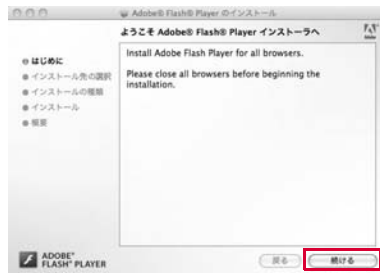 Adobe® Flash® Player のインストール
ようこそ Adobe® Flash® Player インストーラへ
はじめに
インストール先の選択
インストールの種類
インストール
概要
Install Adobe Flash Player for all browsers.
Please close all browsers before beginning the
installation.
ADOBE®
FLASH® PLAYER
戻る
続ける